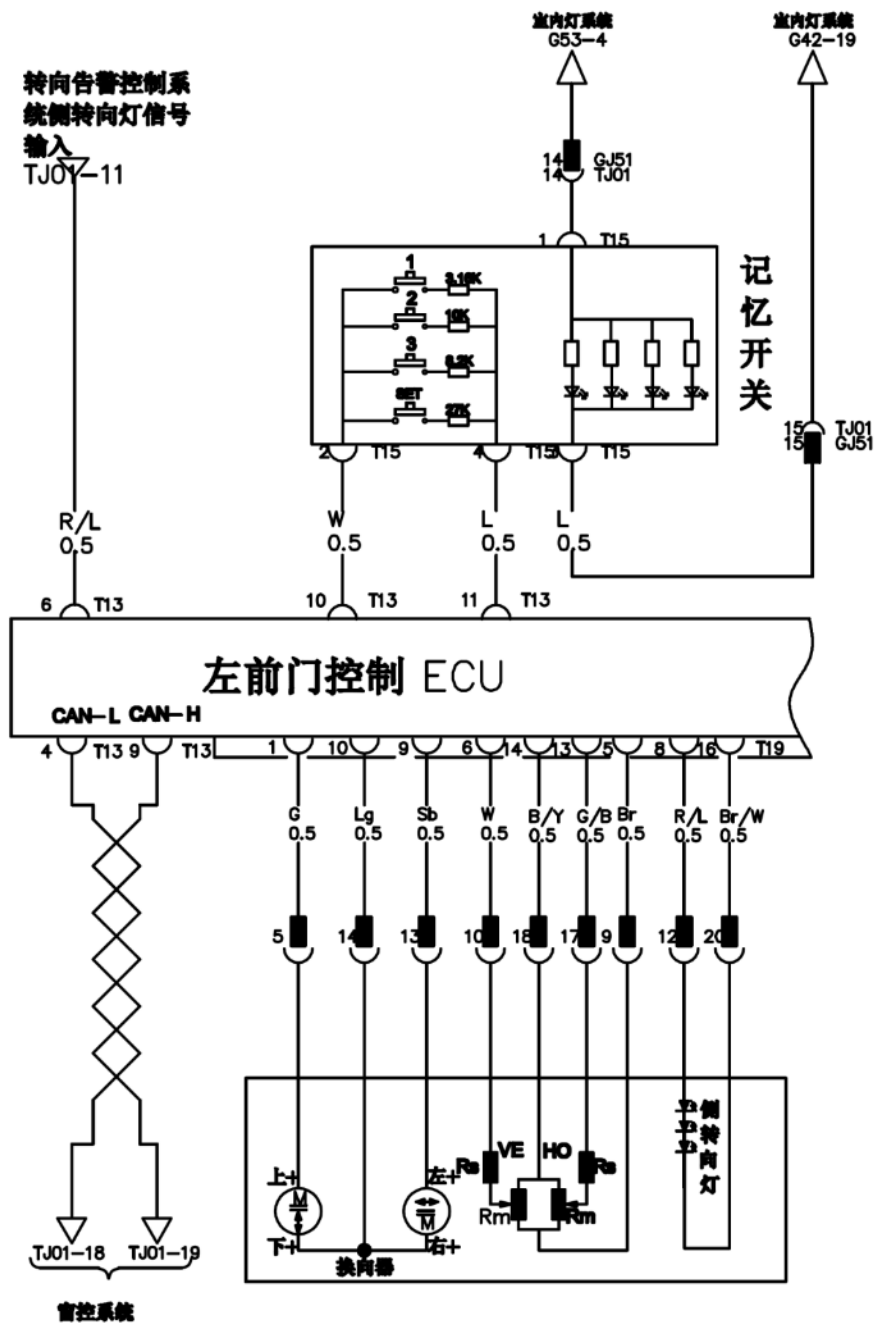 室内灯系统
G53-4
室内灯系统
G42-19
转向告警控制系
统侧转向灯信号
输入
TJ01-11
14 GJ51
14 TJ01
1 T15
记忆开关
1
3.16K
2
10K
3
8.2K
SET
27K
15 TJ01
15 GJ51
2 T15
4 T15
3 T15
R/L
0.5
W
0.5
L
0.5
L
0.5
6 T13
10 T13
11 T13
左前门控制 ECU
CAN-L CAN-H
4 T13 9 T13 1 10 9 6 14 13 5 8 16 T19
G Lg Sb W B/Y G/B Br R/L Br/W
0.5 0.5 0.5 0.5 0.5 0.5 0.5 0.5 0.5
5 14 13 10 18 17 9 12 20
侧转向灯
VE HO
Rs Rs
上+ 左+
M M
Rm Rm
下+ 右+
换向器
TJ01-18 TJ01-19
窗控系统